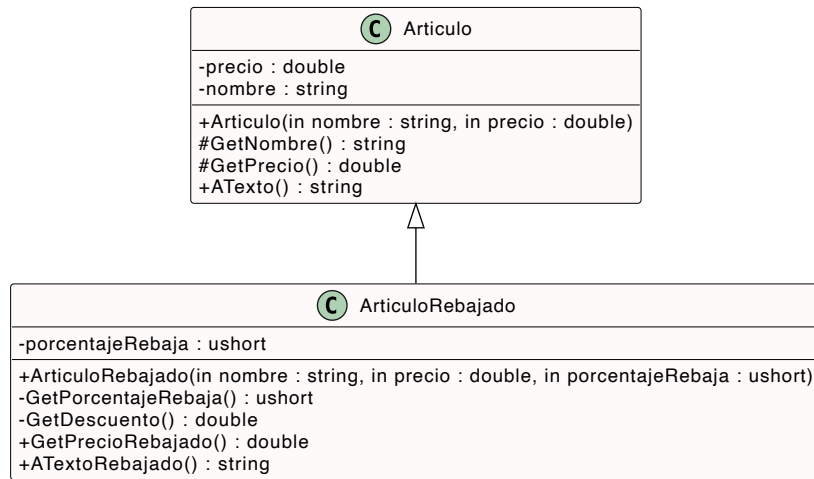 C Articulo
-precio : double
-nombre : string
+Articulo(in nombre : string, in precio : double)
#GetNombre() : string
#GetPrecio() : double
+ATexto() : string
C ArticuloRebajado
-porcentajeRebaja : ushort
+ArticuloRebajado(in nombre : string, in precio : double, in porcentajeRebaja : ushort)
-GetPorcentajeRebaja() : ushort
-GetDescuento() : double
+GetPrecioRebajado() : double
+ATextoRebajado() : string